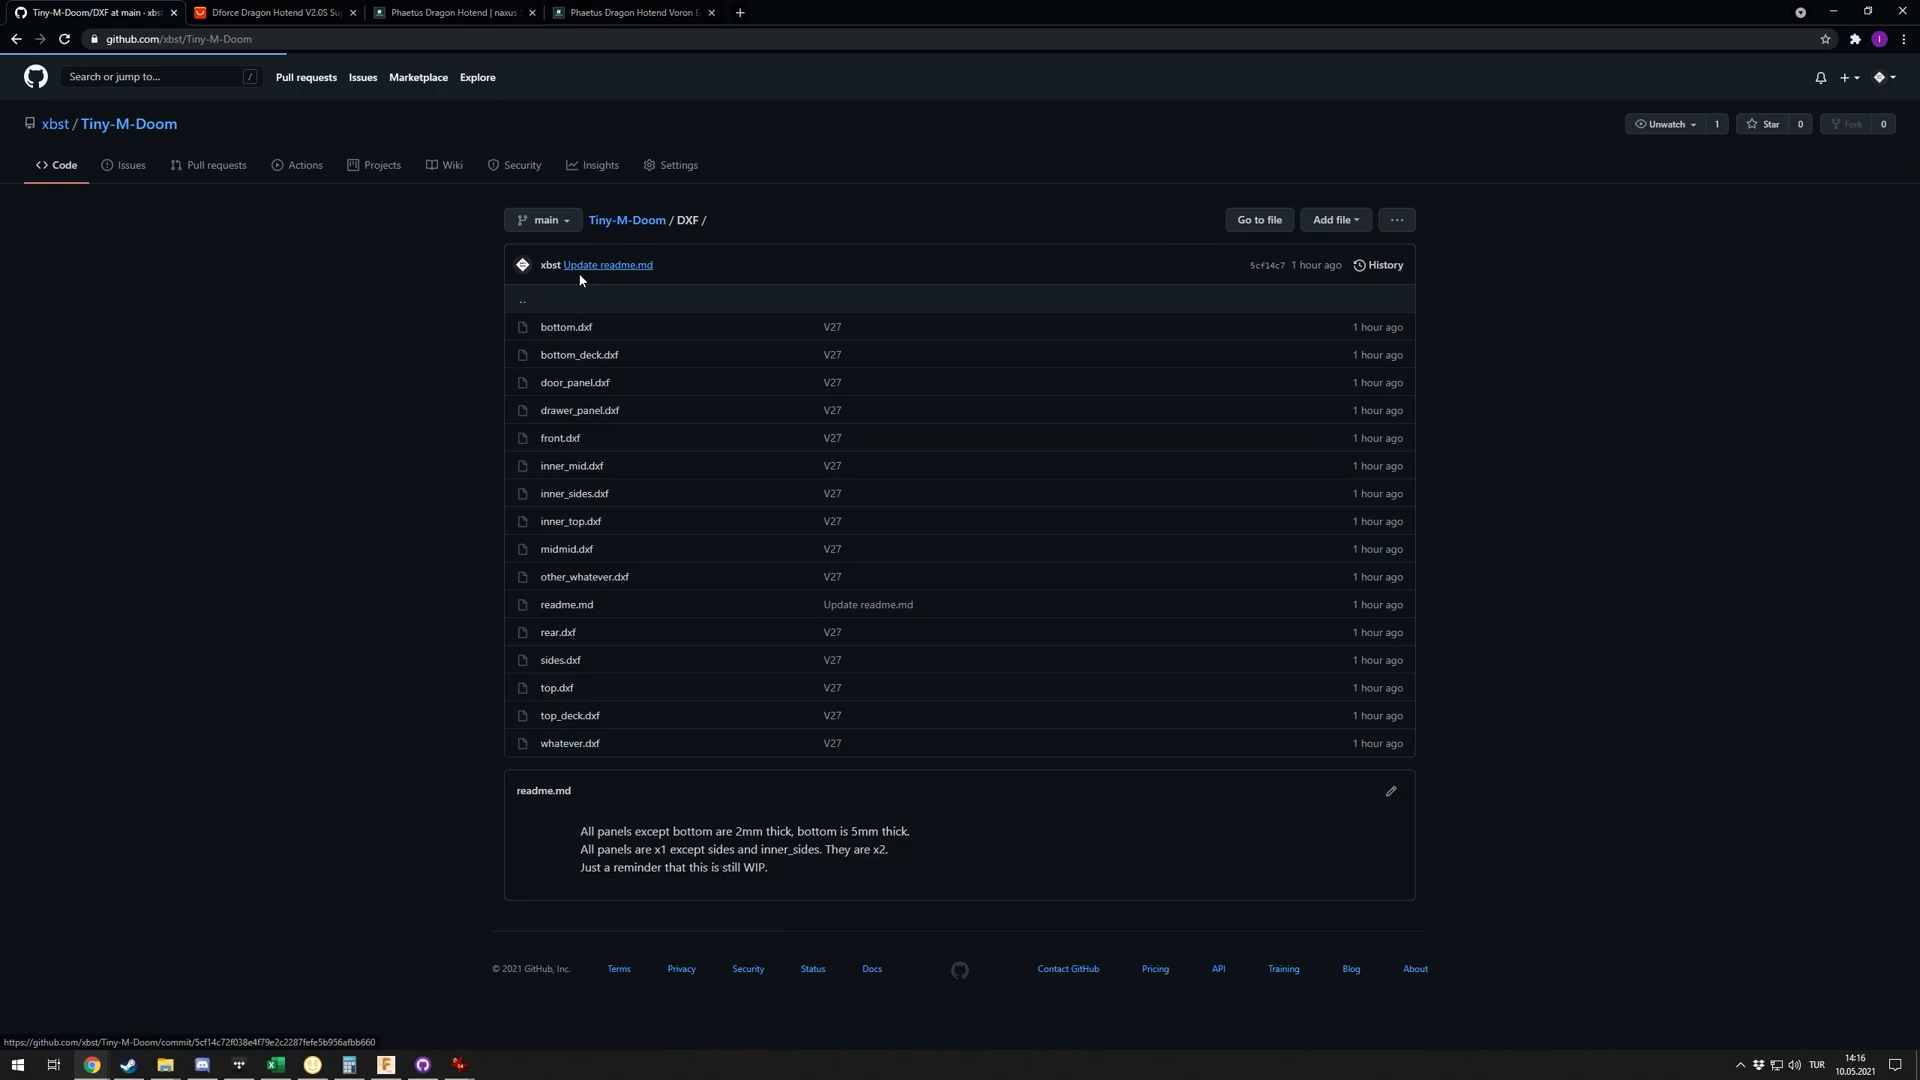 Tiny-M-Doom/DXF at main · xbst
Dforce Dragon Hotend V2.0S Su
Phaetus Dragon Hotend | naxus
Phaetus Dragon Hotend Voron E
github.com/xbst/Tiny-M-Doom
I
Search or jump to...
/
Pull requests
Issues
Marketplace
Explore
xbst / Tiny-M-Doom
Unwatch
1
Star
0
Fork
0
Code
Issues
Pull requests
Actions
Projects
Wiki
Security
Insights
Settings
main
Tiny-M-Doom / DXF /
Go to file
Add file
xbst Update readme.md
5cf14c7 1 hour ago
History
..
bottom.dxf V27 1 hour ago
bottom_deck.dxf V27 1 hour ago
door_panel.dxf V27 1 hour ago
drawer_panel.dxf V27 1 hour ago
front.dxf V27 1 hour ago
inner_mid.dxf V27 1 hour ago
inner_sides.dxf V27 1 hour ago
inner_top.dxf V27 1 hour ago
midmid.dxf V27 1 hour ago
other_whatever.dxf V27 1 hour ago
readme.md Update readme.md 1 hour ago
rear.dxf V27 1 hour ago
sides.dxf V27 1 hour ago
top.dxf V27 1 hour ago
top_deck.dxf V27 1 hour ago
whatever.dxf V27 1 hour ago
readme.md
All panels except bottom are 2mm thick, bottom is 5mm thick.
All panels are x1 except sides and inner_sides. They are x2.
Just a reminder that this is still WIP.
© 2021 GitHub, Inc.
Terms
Privacy
Security
Status
Docs
Contact GitHub
Pricing
API
Training
Blog
About
https://github.com/xbst/Tiny-M-Doom/commit/5cf14c72f038e4f79e2c2287fefe5b956afbb660
TUR
14:16
10.05.2021